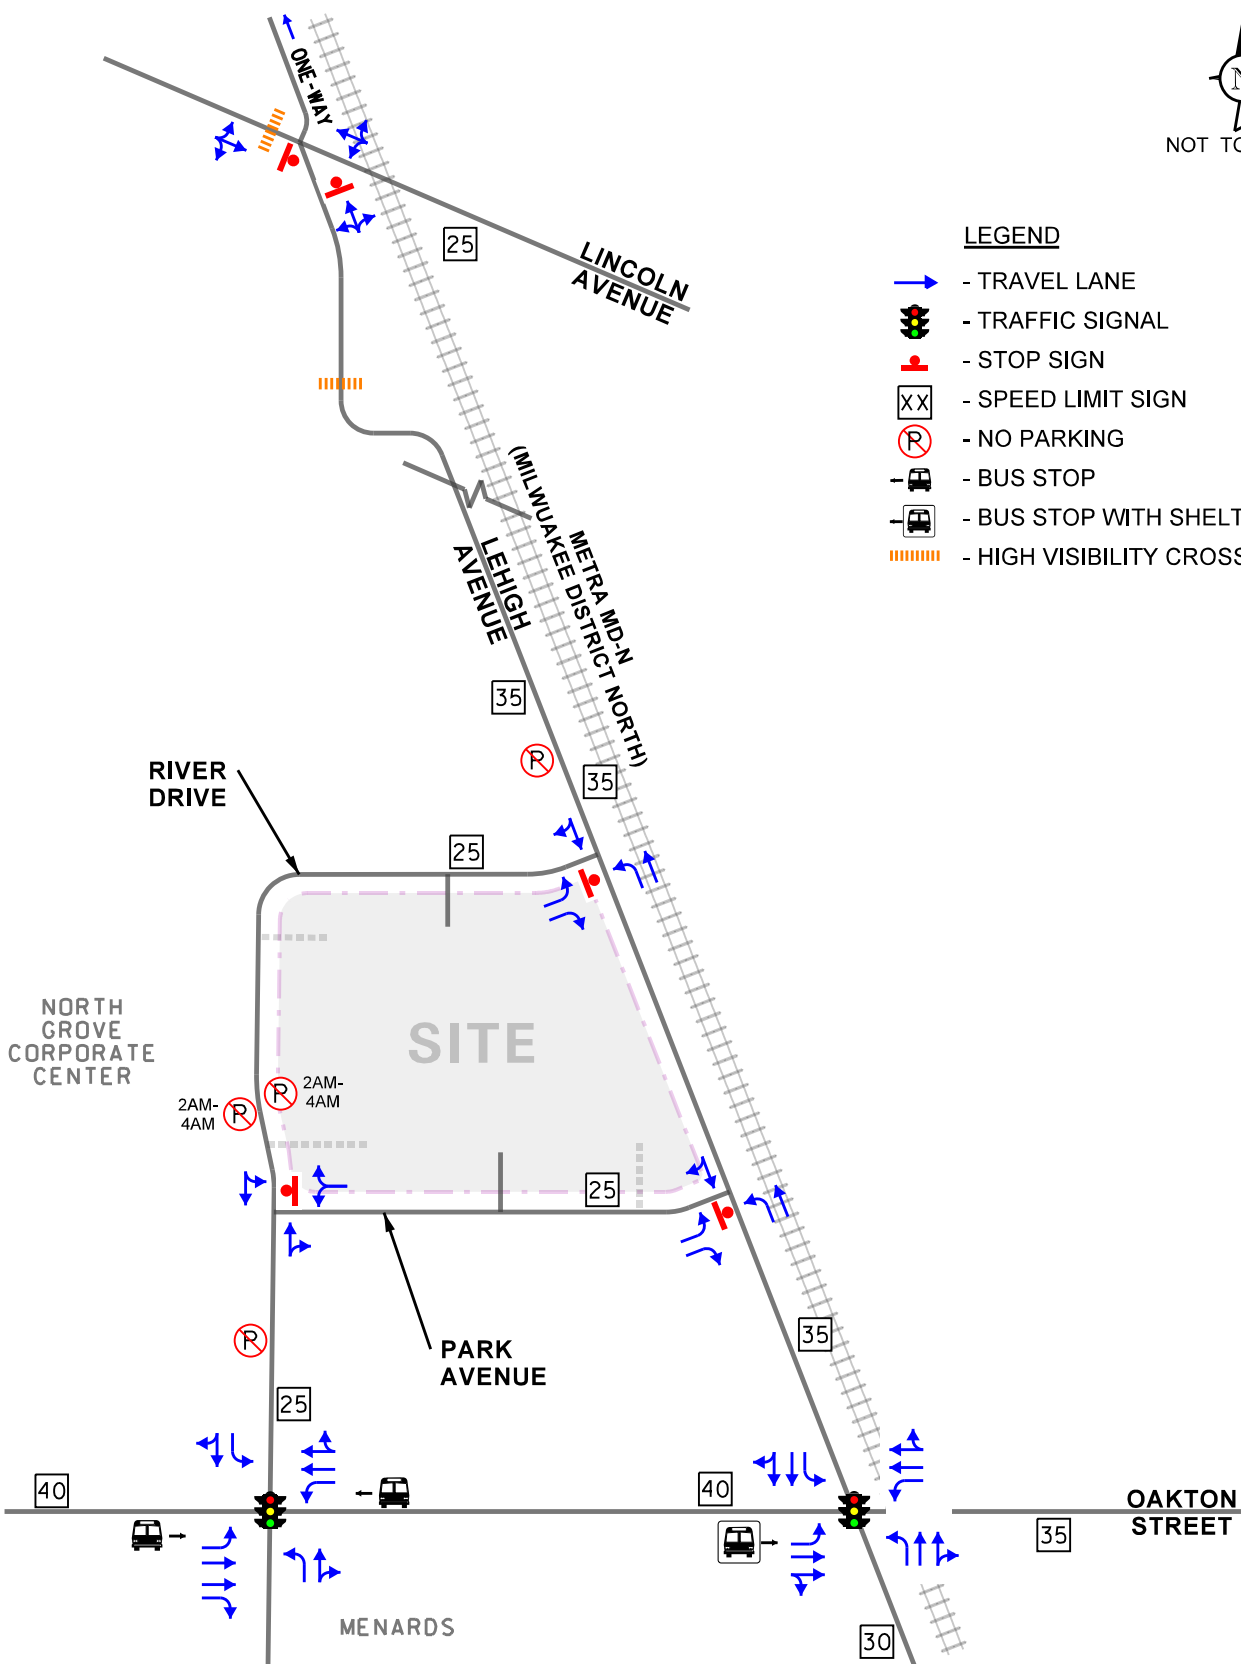 ONE-WAY
N
NOT TO
25
LINCOLN
AVENUE
LEGEND
- TRAVEL LANE
- TRAFFIC SIGNAL
- STOP SIGN
XX - SPEED LIMIT SIGN
P - NO PARKING
- BUS STOP
- BUS STOP WITH SHELT
- HIGH VISIBILITY CROSS
METRA MD-N
(MILWUAKEE DISTRICT NORTH)
LEHIGH
AVENUE
35
P
35
RIVER
DRIVE
25
NORTH
GROVE
CORPORATE
CENTER
SITE
P 2AM-
4AM
2AM-
4AM P
25
35
P
PARK
AVENUE
25
40
40
OAKTON
STREET
35
MENARDS
30